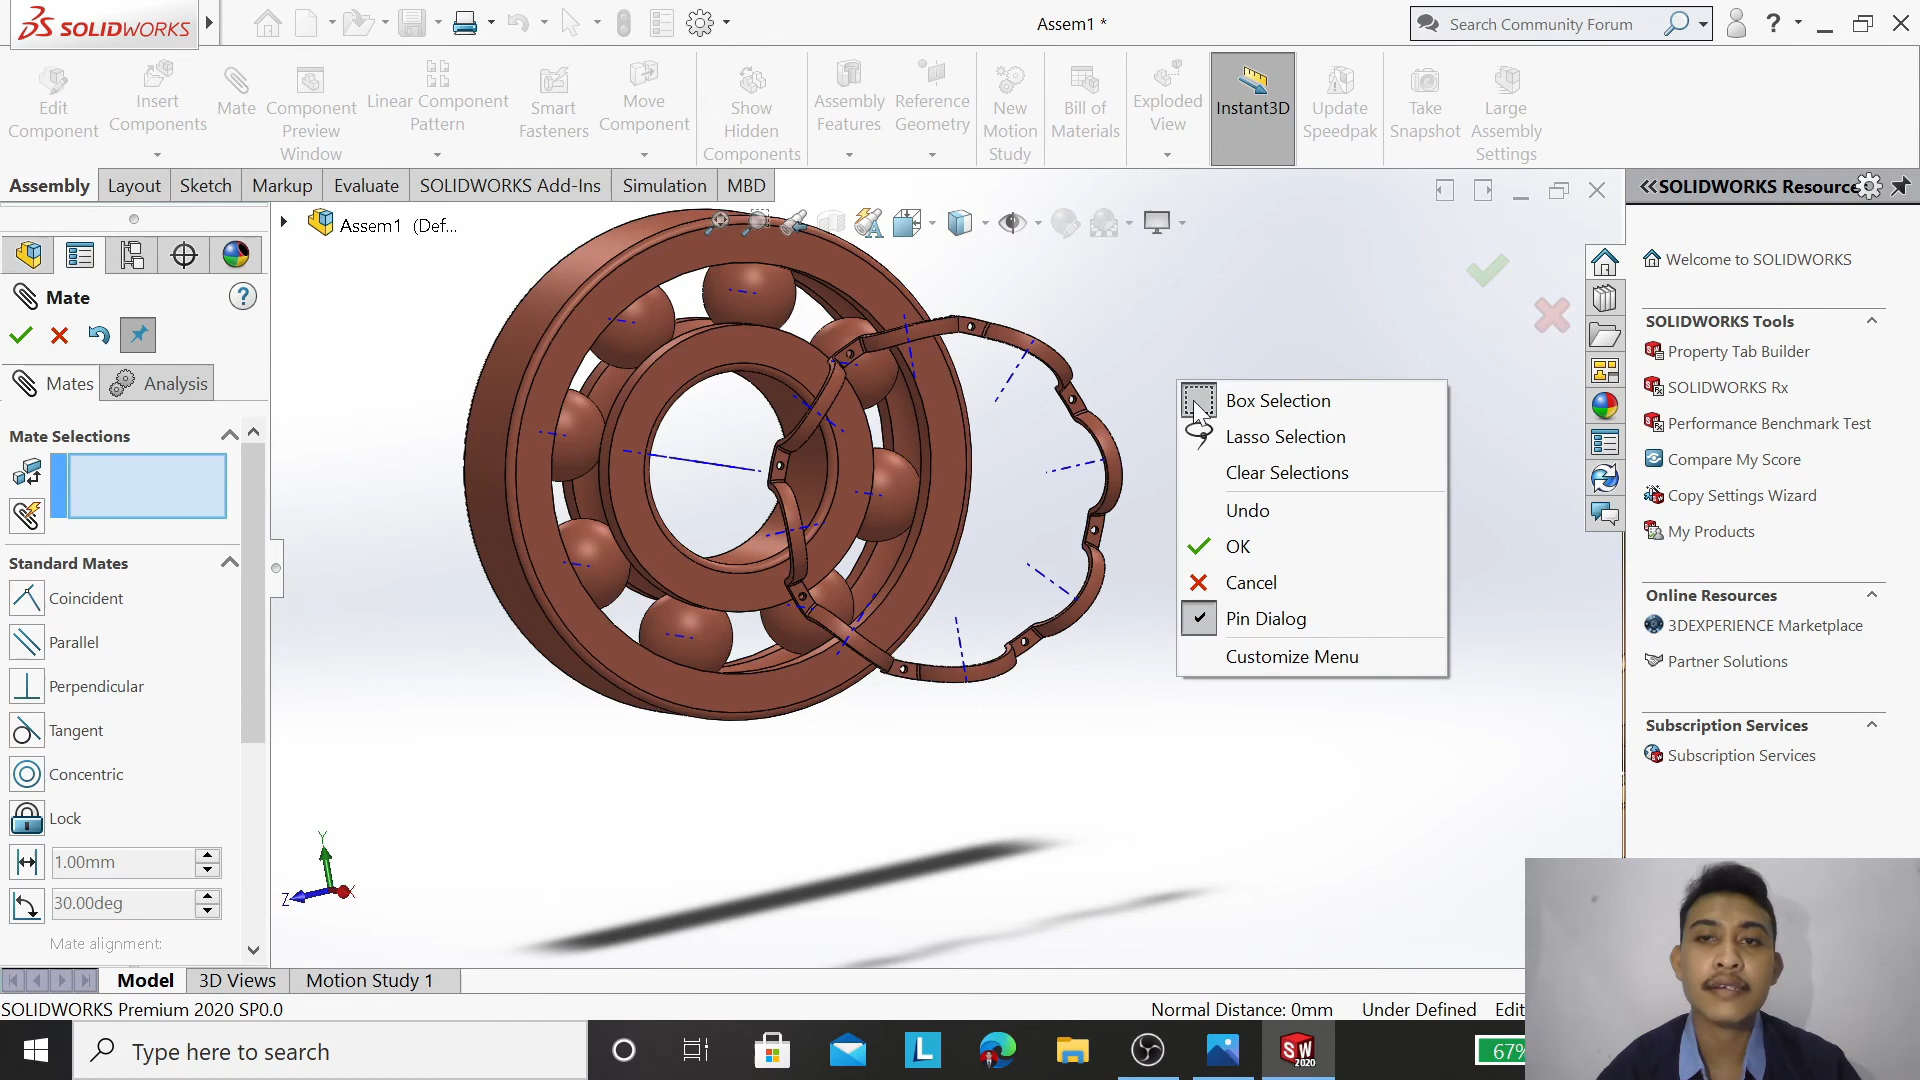 SOLIDWORKS
Assem1 *
Search Community Forum
?
Edit Component
Insert Components
Mate
Component Preview Window
Linear Component Pattern
Smart Fasteners
Move Component
Show Hidden Components
Assembly Features
Reference Geometry
New Motion Study
Bill of Materials
Exploded View
Instant3D
Update Speedpak
Take Snapshot
Large Assembly Settings
Assembly
Layout
Sketch
Markup
Evaluate
SOLIDWORKS Add-Ins
Simulation
MBD
SOLIDWORKS Resource
Assem1 (Def...
Mate
?
Mates
Analysis
Mate Selections
Standard Mates
Coincident
Parallel
Perpendicular
Tangent
Concentric
Lock
1.00mm
30.00deg
Mate alignment:
Box Selection
Lasso Selection
Clear Selections
Undo
OK
Cancel
Pin Dialog
Customize Menu
Y
Z
X
Welcome to SOLIDWORKS
SOLIDWORKS Tools
Property Tab Builder
SOLIDWORKS Rx
Performance Benchmark Test
Compare My Score
Copy Settings Wizard
My Products
Online Resources
3DEXPERIENCE Marketplace
Partner Solutions
Subscription Services
Subscription Services
Model
3D Views
Motion Study 1
SOLIDWORKS Premium 2020 SP0.0
Normal Distance: 0mm
Under Defined
Edit
Type here to search
L
SW
2020
67%